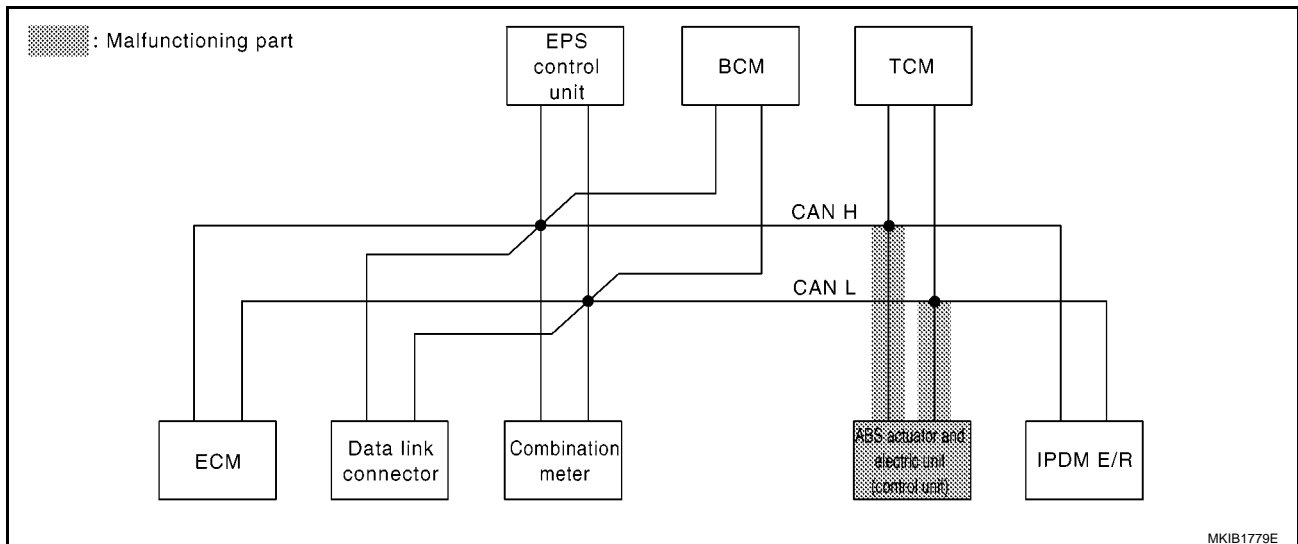 : Malfunctioning part
EPS
control
unit
BCM
TCM
CAN H
CAN L
ECM
Data link
connector
Combination
meter
ABS actuator and
electric unit
(control unit)
IPDM E/R
MKIB1779E